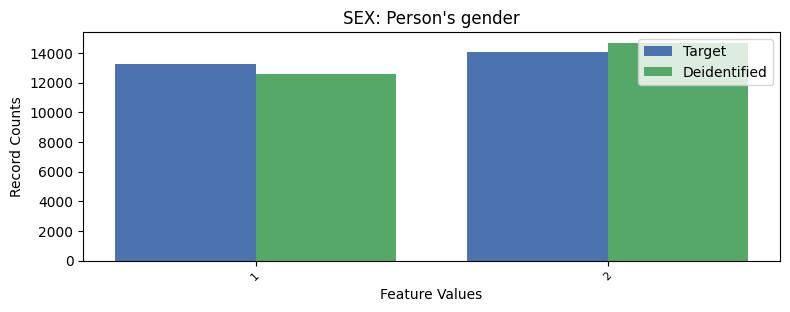 SEX: Person's gender
Target
Deidentified
14000
12000
10000
8000
6000
4000
2000
0
Record Counts
1
2
Feature Values